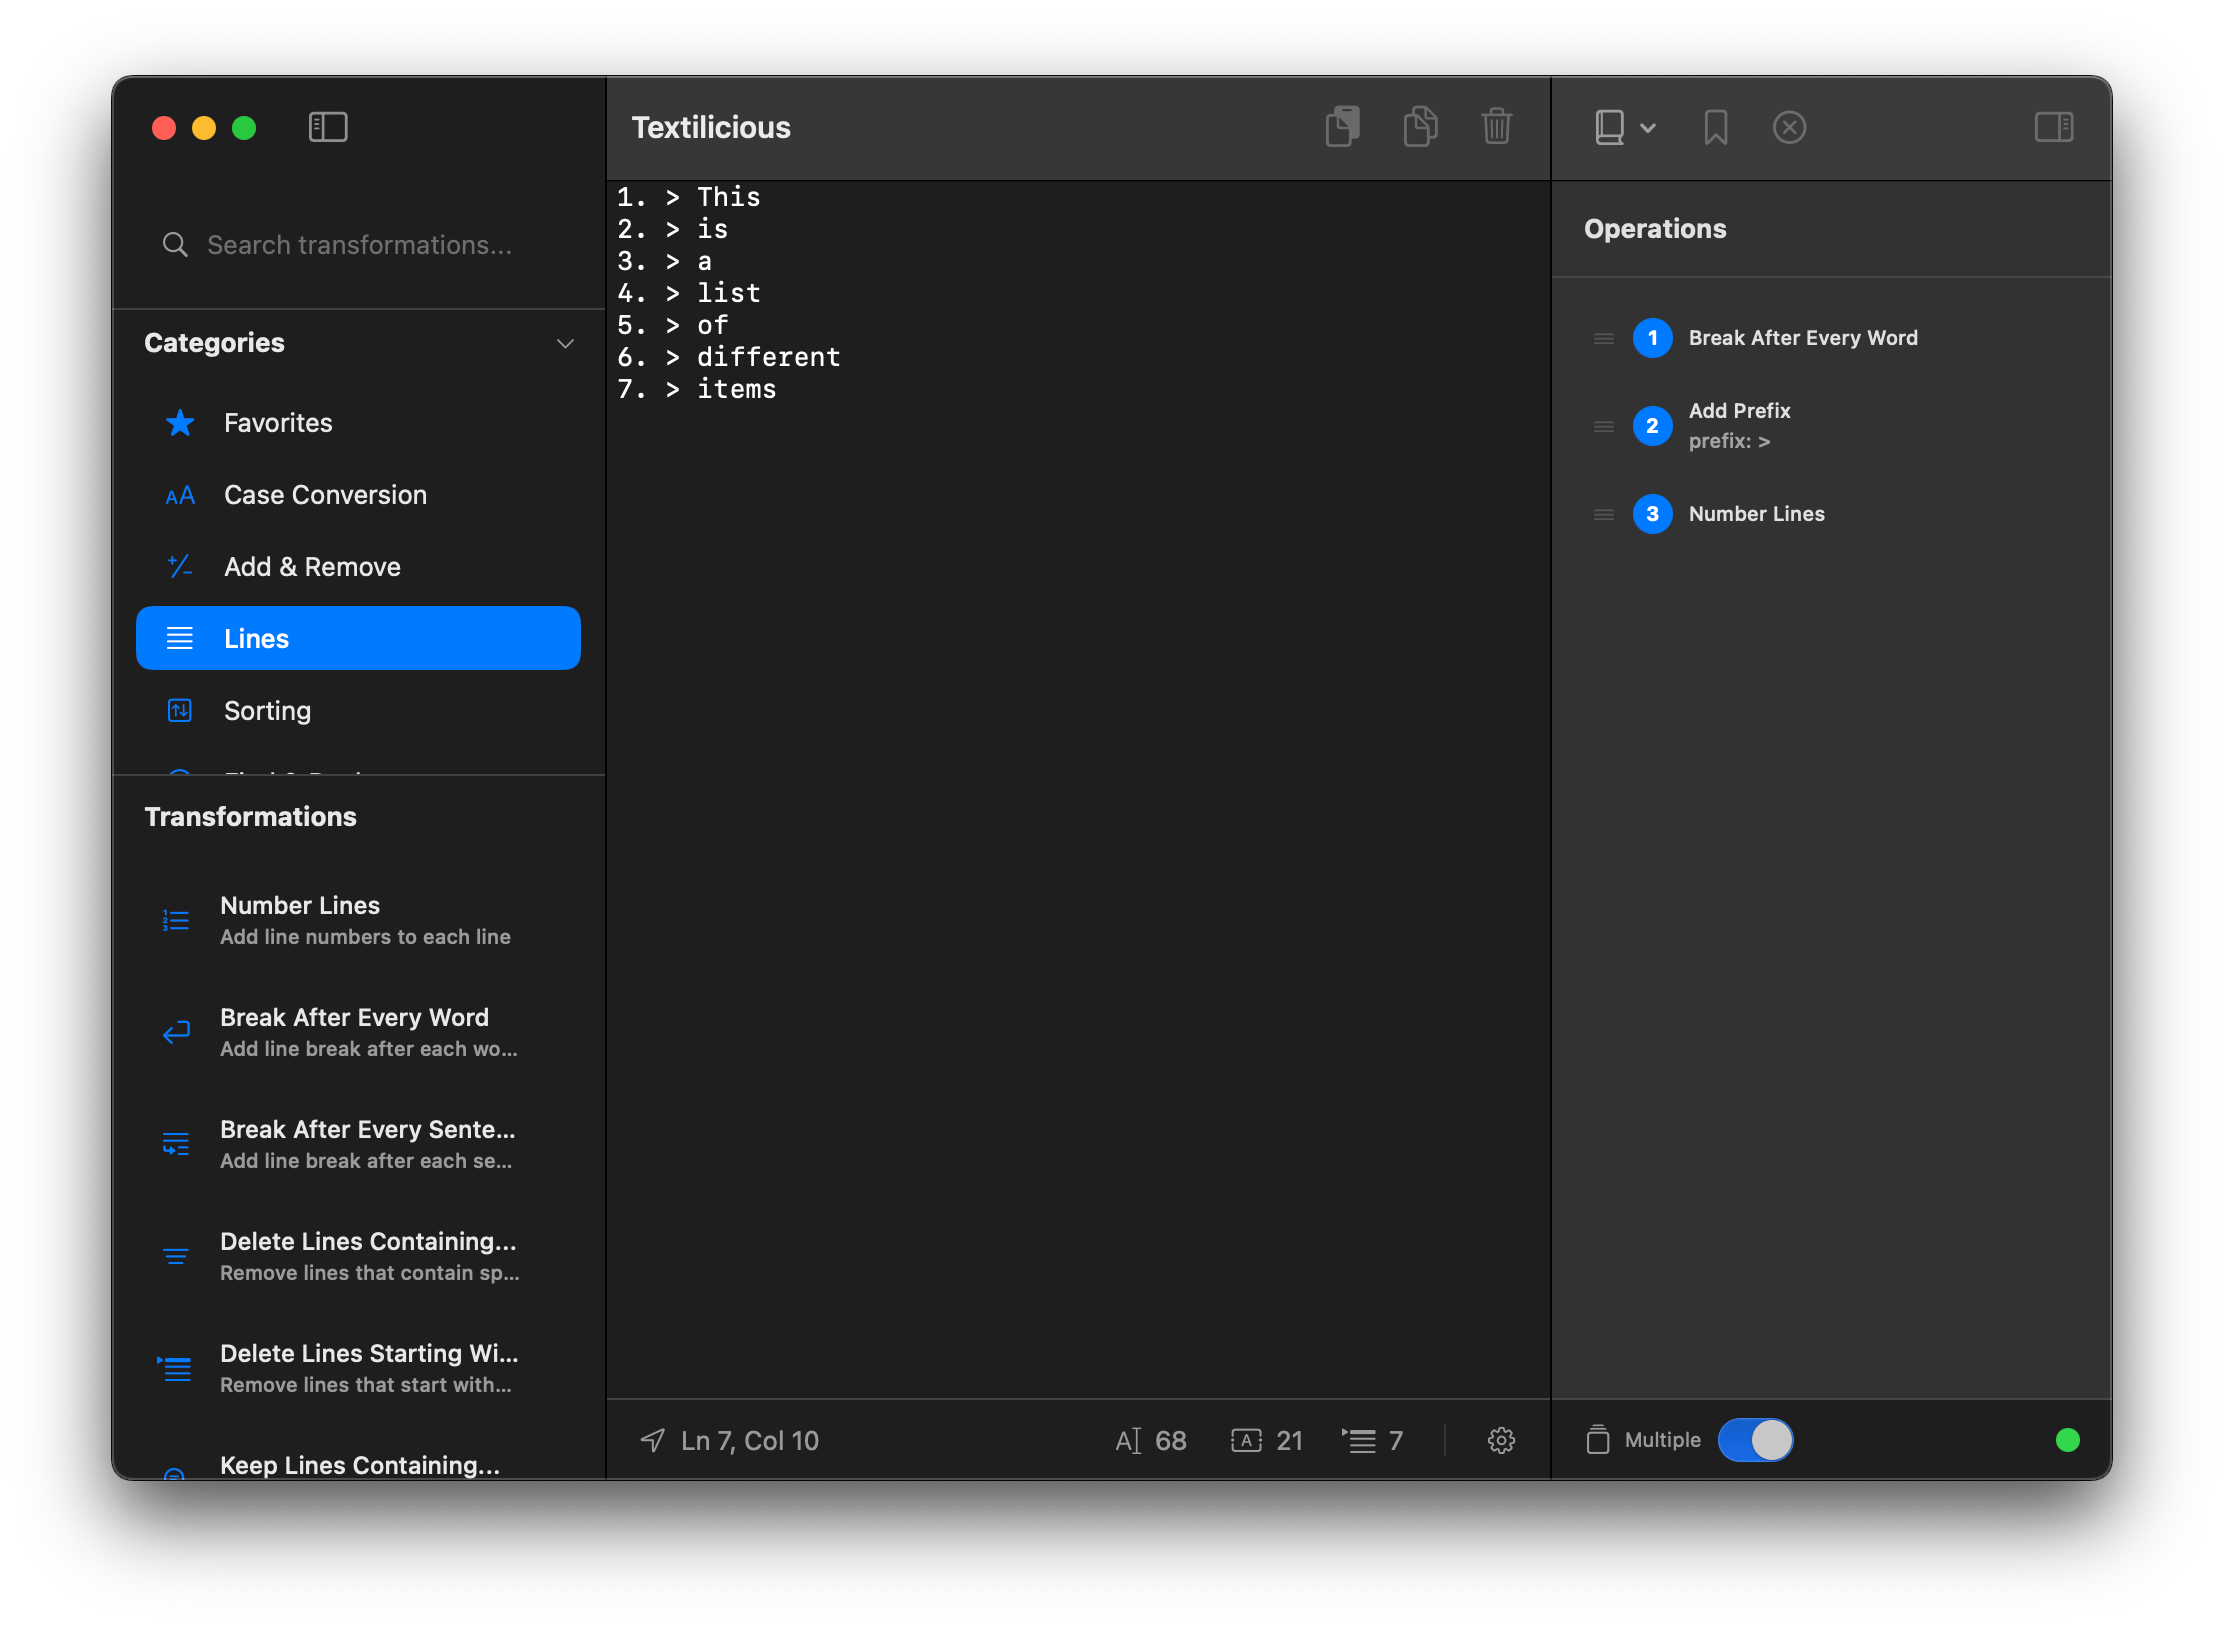 Search transformations...
Categories
Favorites
Case Conversion
Add & Remove
Lines
Sorting
Transformations
Number Lines
Add line numbers to each line
Break After Every Word
Add line break after each wo...
Break After Every Sente...
Add line break after each se...
Delete Lines Containing...
Remove lines that contain sp...
Delete Lines Starting Wi...
Remove lines that start with...
Keep Lines Containing...
Textilicious
1. > This
2. > is
3. > a
4. > list
5. > of
6. > different
7. > items
Ln 7, Col 10
68
21
7
Operations
1 Break After Every Word
2 Add Prefix
prefix: >
3 Number Lines
Multiple